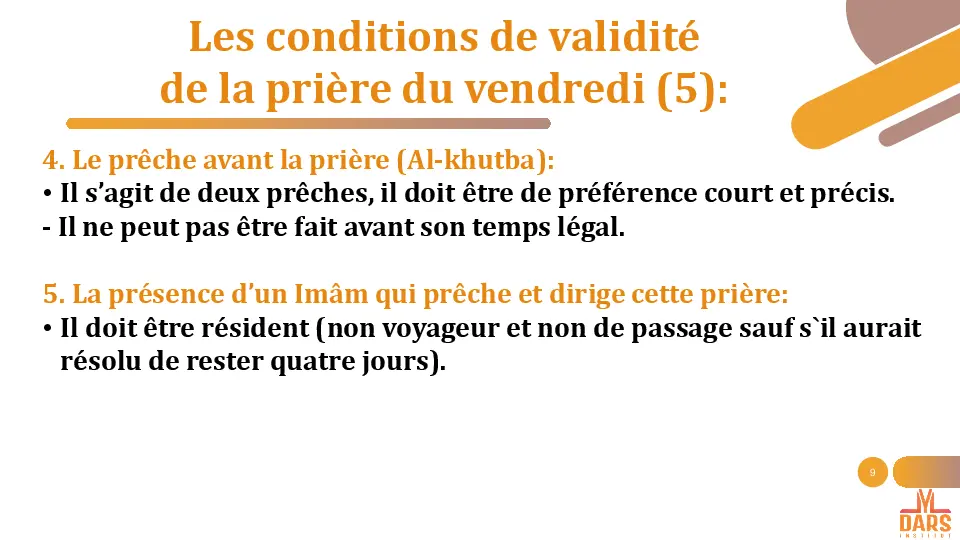 Les conditions de validité
de la prière du vendredi (5):
4. Le prêche avant la prière (Al-khutba):
• Il s’agit de deux prêches, il doit être de préférence court et précis.
- Il ne peut pas être fait avant son temps légal.
5. La présence d’un Imâm qui prêche et dirige cette prière:
• Il doit être résident (non voyageur et non de passage sauf s`il aurait
résolu de rester quatre jours).
9
DARS
INSTITUT